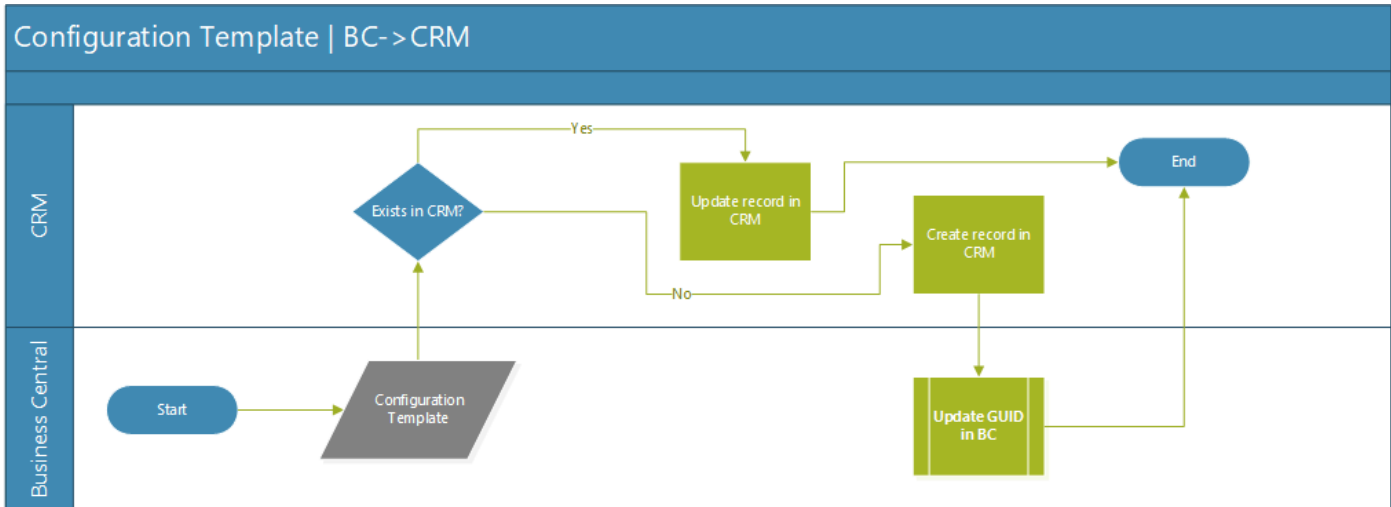 Configuration Template | BC->CRM
CRM
Yes
End
Exists in CRM?
Update record in
CRM
Create record in
CRM
No
Business Central
Start
Configuration
Template
Update GUID
in BC